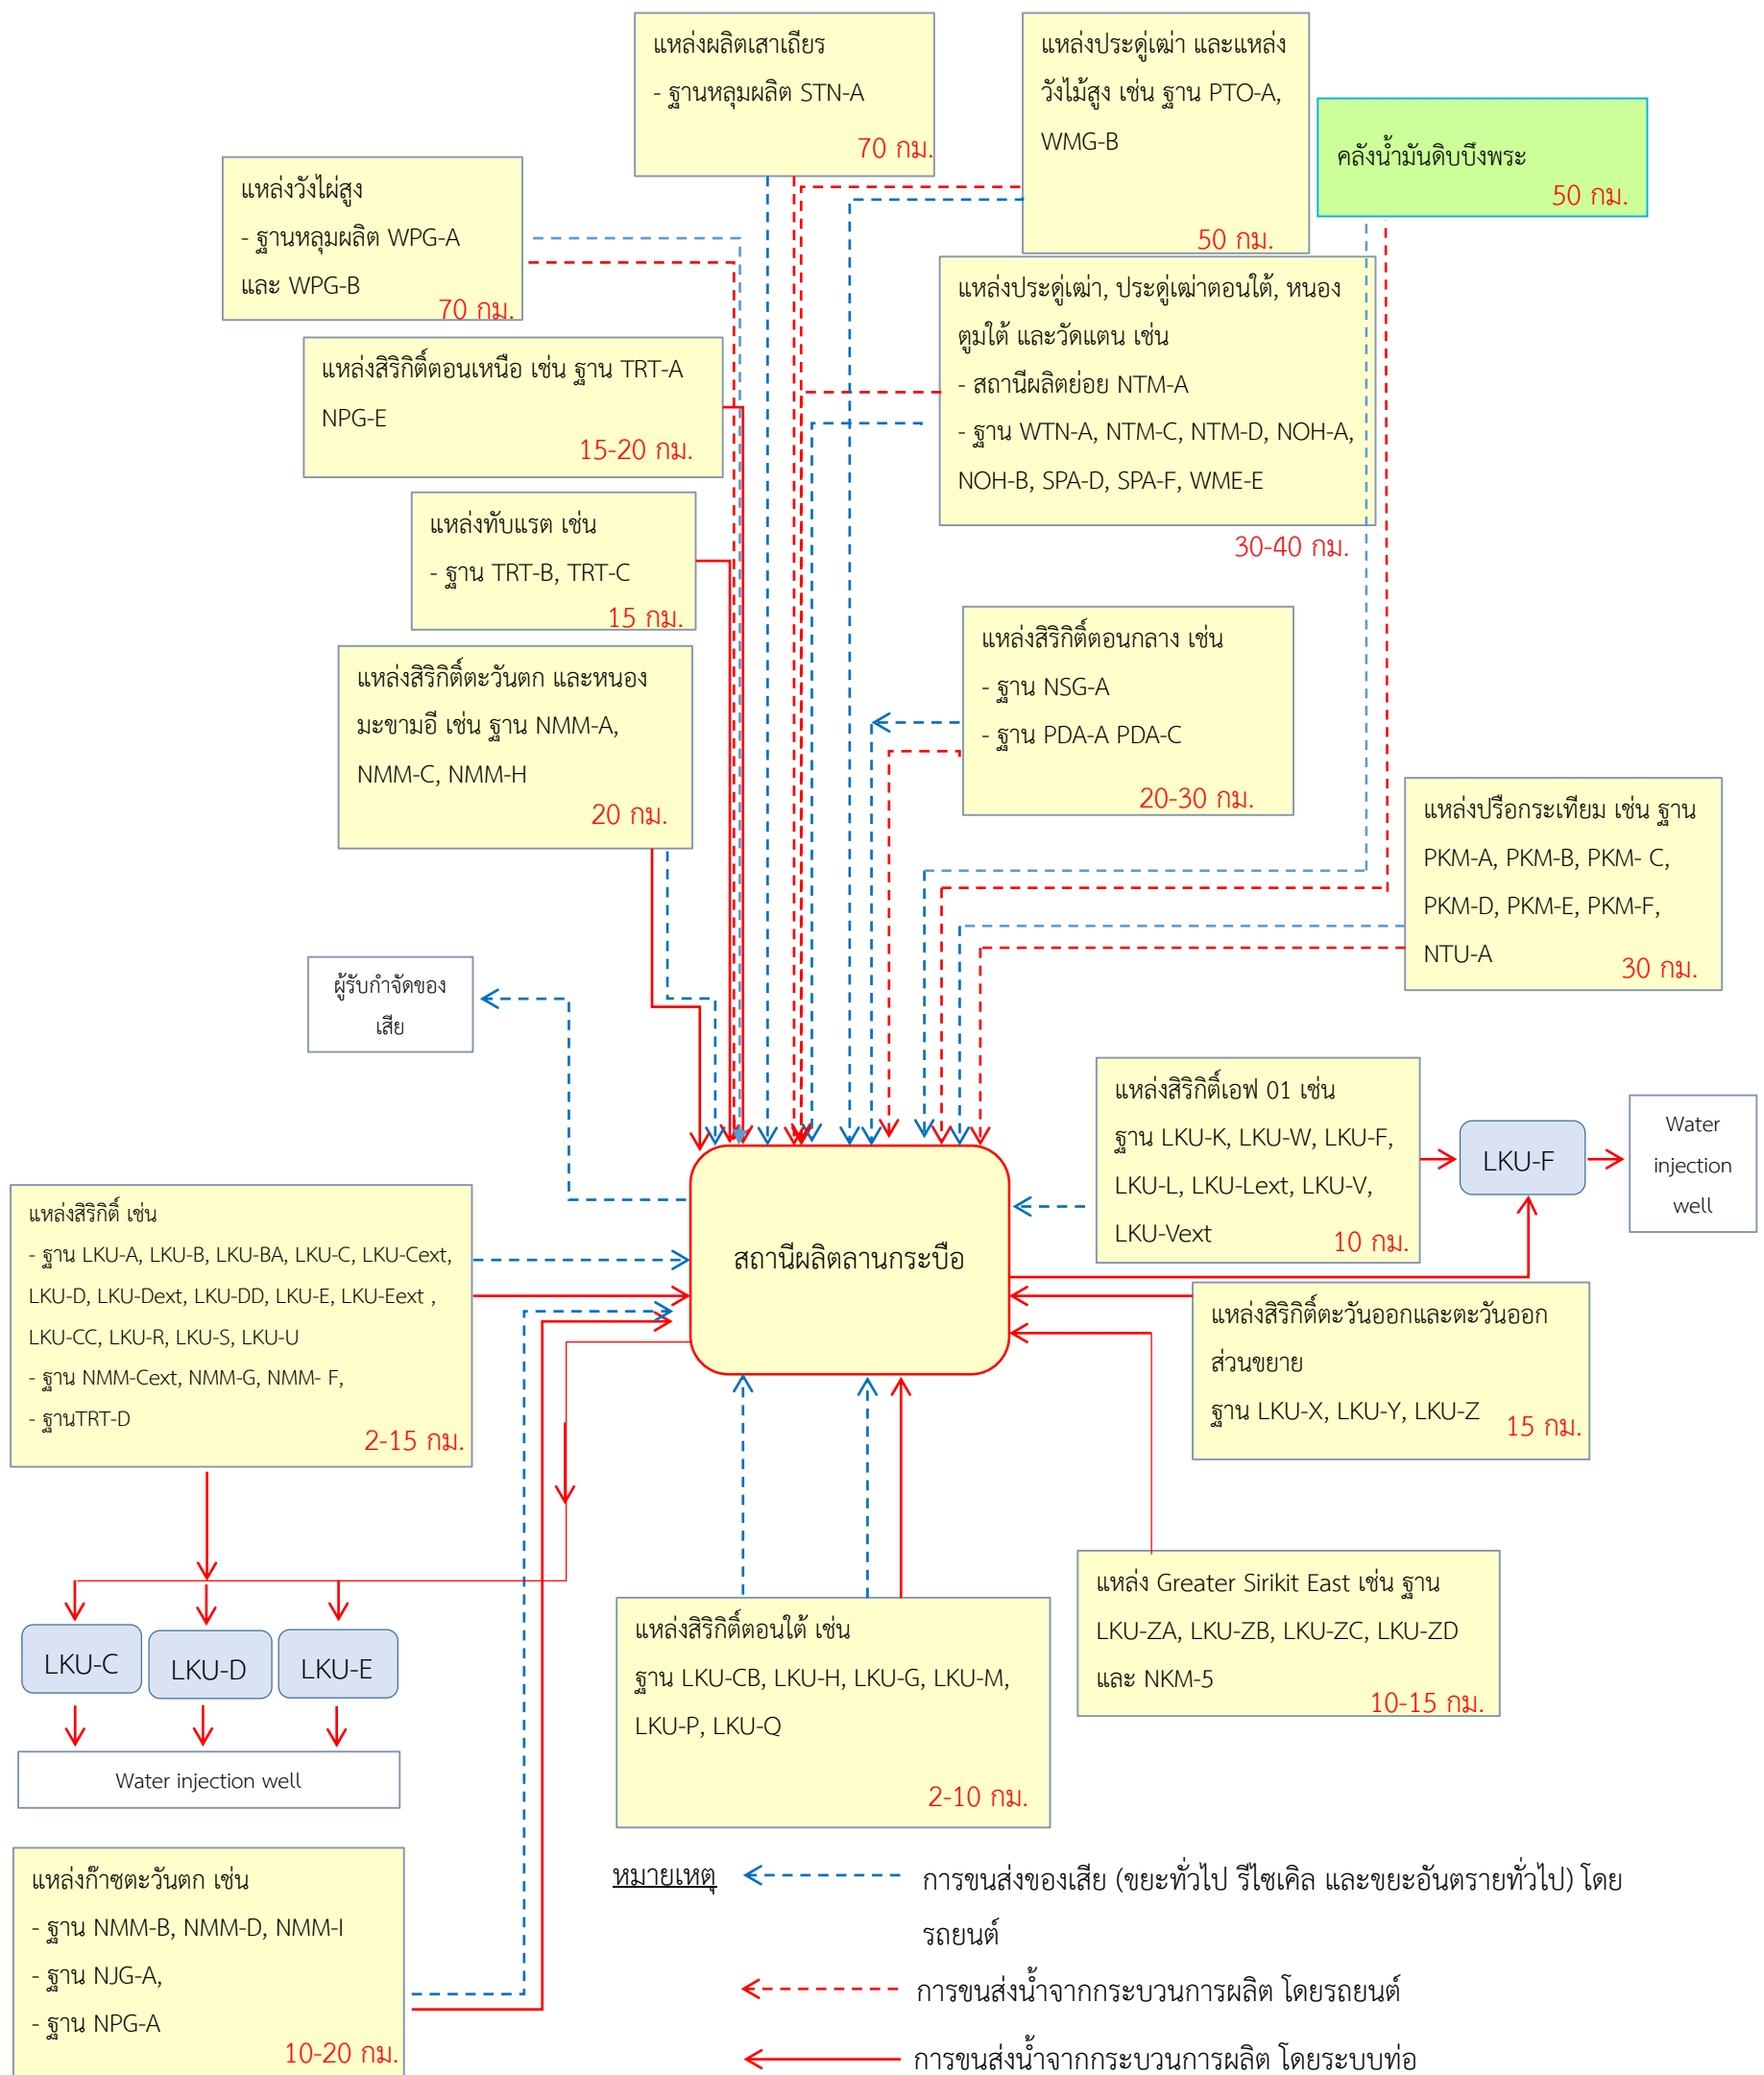 แหล่งผลิตเสาเถียร
- ฐานหลุมผลิต STN-A
70 กม.
แหล่งประดู่เฒ่า และแหล่ง
วังไม้สูง เช่น ฐาน PTO-A,
WMG-B
50 กม.
คลังน้ำมันดิบบึงพระ
50 กม.
แหล่งวังไผ่สูง
- ฐานหลุมผลิต WPG-A
และ WPG-B
70 กม.
แหล่งประดู่เฒ่า, ประดู่เฒ่าตอนใต้, หนอง
ตูมใต้ และวัดแตน เช่น
- สถานีผลิตย่อย NTM-A
- ฐาน WTN-A, NTM-C, NTM-D, NOH-A,
NOH-B, SPA-D, SPA-F, WME-E
30-40 กม.
แหล่งสิริกิติ์ตอนเหนือ เช่น ฐาน TRT-A
NPG-E
15-20 กม.
แหล่งทับแรต เช่น
- ฐาน TRT-B, TRT-C
15 กม.
แหล่งสิริกิติ์ตะวันตก และหนอง
มะขามอี เช่น ฐาน NMM-A,
NMM-C, NMM-H
20 กม.
แหล่งสิริกิติ์ตอนกลาง เช่น
- ฐาน NSG-A
- ฐาน PDA-A PDA-C
20-30 กม.
แหล่งปรือกระเทียม เช่น ฐาน
PKM-A, PKM-B, PKM- C,
PKM-D, PKM-E, PKM-F,
NTU-A
30 กม.
ผู้รับกำจัดของ
เสีย
แหล่งสิริกิติ์เอฟ 01 เช่น
ฐาน LKU-K, LKU-W, LKU-F,
LKU-L, LKU-Lext, LKU-V,
LKU-Vext
10 กม.
LKU-F
Water
injection
well
แหล่งสิริกิติ์ เช่น
- ฐาน LKU-A, LKU-B, LKU-BA, LKU-C, LKU-Cext,
LKU-D, LKU-Dext, LKU-DD, LKU-E, LKU-Eext ,
LKU-CC, LKU-R, LKU-S, LKU-U
- ฐาน NMM-Cext, NMM-G, NMM- F,
- ฐานTRT-D
2-15 กม.
สถานีผลิตลานกระบือ
แหล่งสิริกิติ์ตะวันออกและตะวันออก
ส่วนขยาย
ฐาน LKU-X, LKU-Y, LKU-Z
15 กม.
LKU-C
LKU-D
LKU-E
Water injection well
แหล่งสิริกิติ์ตอนใต้ เช่น
ฐาน LKU-CB, LKU-H, LKU-G, LKU-M,
LKU-P, LKU-Q
2-10 กม.
แหล่ง Greater Sirikit East เช่น ฐาน
LKU-ZA, LKU-ZB, LKU-ZC, LKU-ZD
และ NKM-5
10-15 กม.
แหล่งก๊าซตะวันตก เช่น
- ฐาน NMM-B, NMM-D, NMM-I
- ฐาน NJG-A,
- ฐาน NPG-A
10-20 กม.
หมายเหตุ
การขนส่งของเสีย (ขยะทั่วไป รีไซเคิล และขยะอันตรายทั่วไป) โดย
รถยนต์
การขนส่งน้ำจากกระบวนการผลิต โดยรถยนต์
การขนส่งน้ำจากกระบวนการผลิต โดยระบบท่อ